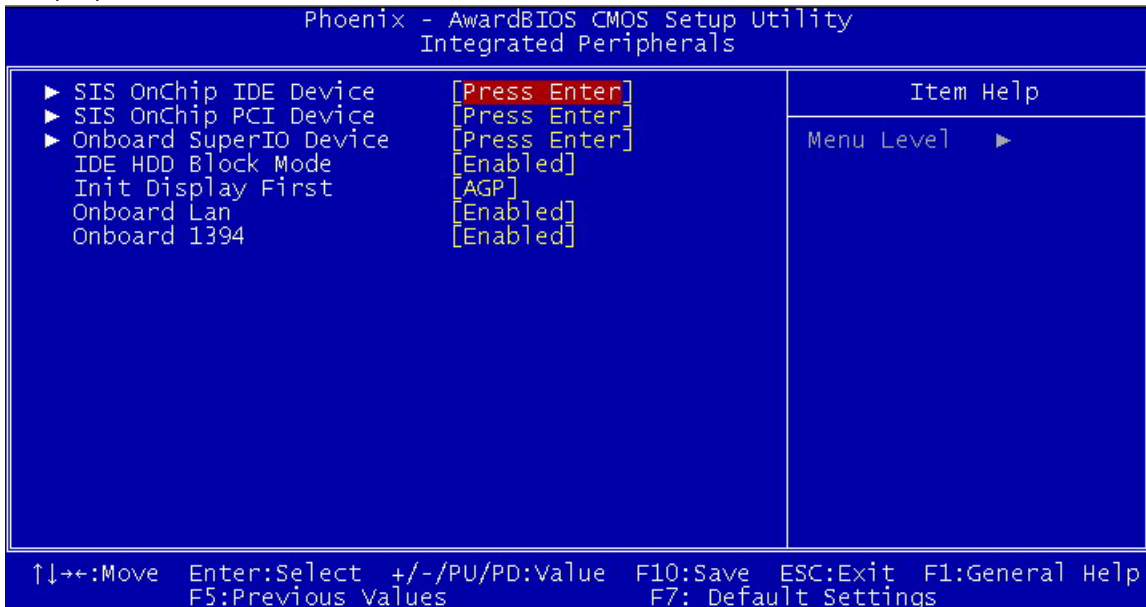 Phoenix - AwardBIOS CMOS Setup Utility
Integrated Peripherals
► SIS OnChip IDE Device [Press Enter]
► SIS OnChip PCI Device [Press Enter]
► Onboard SuperIO Device [Press Enter]
IDE HDD Block Mode [Enabled]
Init Display First [AGP]
Onboard Lan [Enabled]
Onboard 1394 [Enabled]
Item Help
Menu Level ►
↑↓→←:Move Enter:Select +/-/PU/PD:Value F10:Save ESC:Exit F1:General Help
F5:Previous Values F7: Default Settings